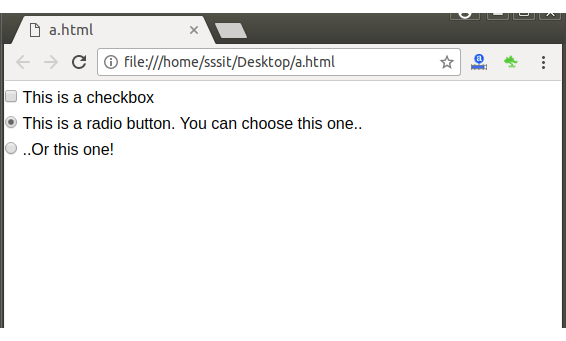 a.html
file:///home/sssit/Desktop/a.html
a
This is a checkbox
This is a radio button. You can choose this one..
..Or this one!